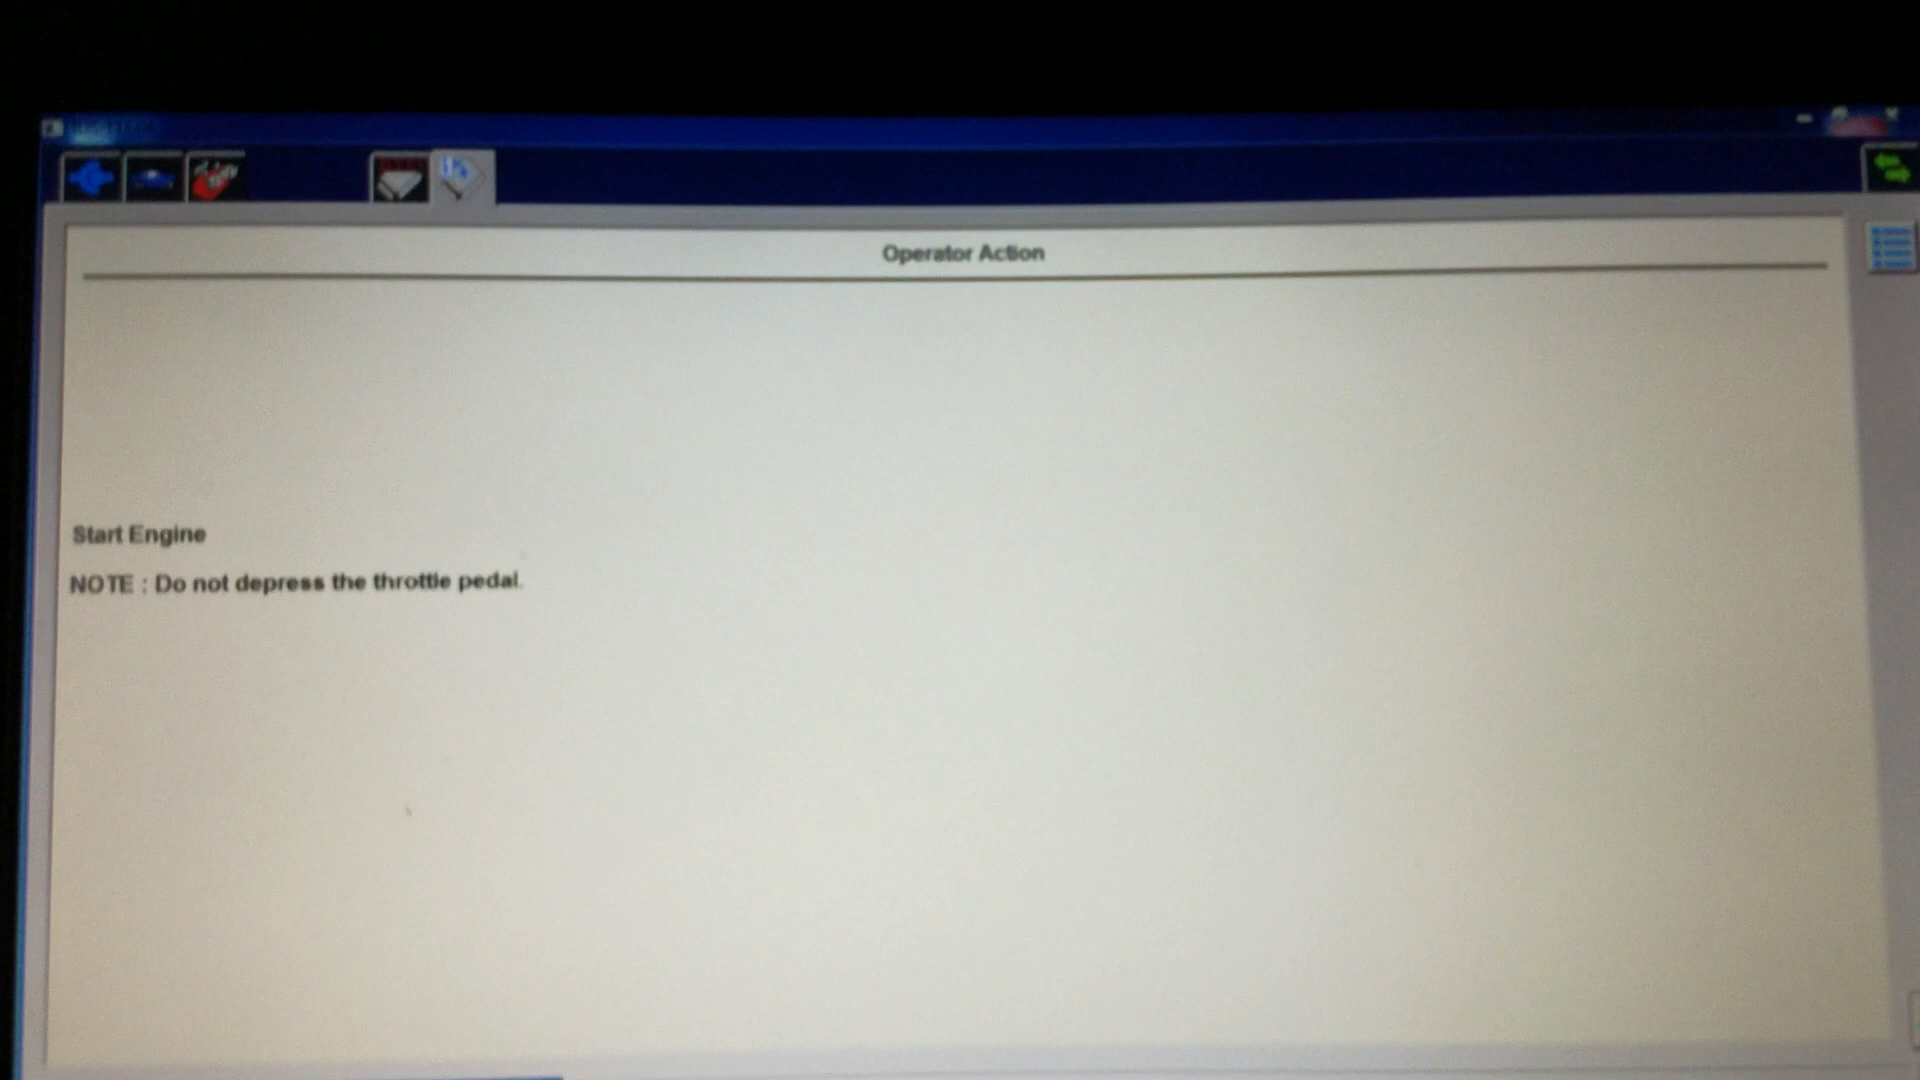 Operator Action
Start Engine
NOTE : Do not depress the throttle pedal.